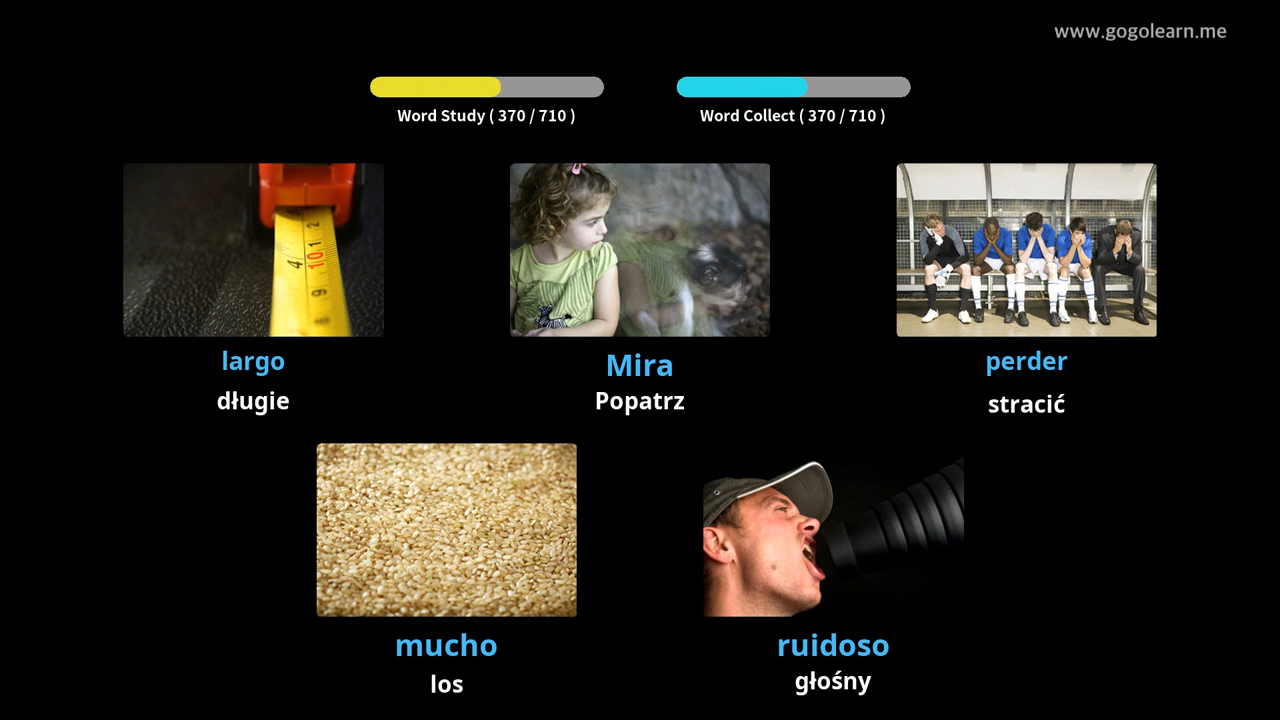 www.gogolearn.me
Word Study ( 370 / 710 )
Word Collect ( 370 / 710 )
largo
długie
Mira
Popatrz
perder
stracić
mucho
los
ruidoso
głośny